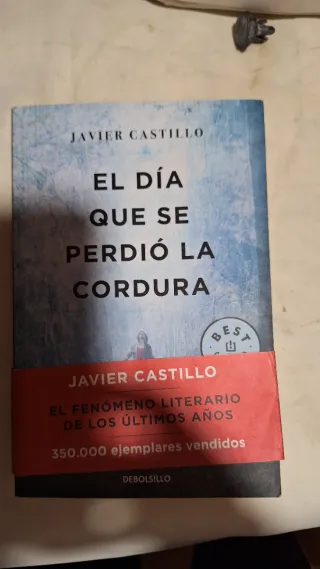 JAVIER CASTILLO
EL DÍA
QUE SE
PERDIÓ LA
CORDURA
BEST
JAVIER CASTILLO
EL FENÓMENO LITERARIO
DE LOS ÚLTIMOS AÑOS
350.000 ejemplares vendidos
DEBOLSILLO